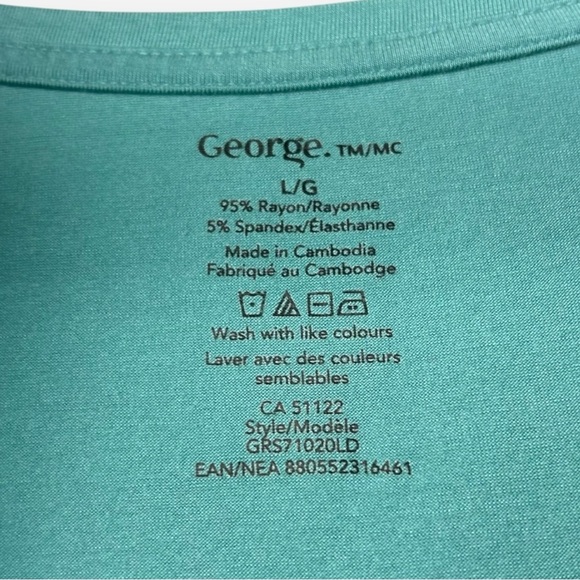 George. TM/MC
L/G
95% Rayon/Rayonne
5% Spandex/Élasthanne
Made in Cambodia
Fabriqué au Cambodge
Wash with like colours
Laver avec des couleurs
semblables
CA 51122
Style/Modèle
GRS71020LD
EAN/NEA 880552316461